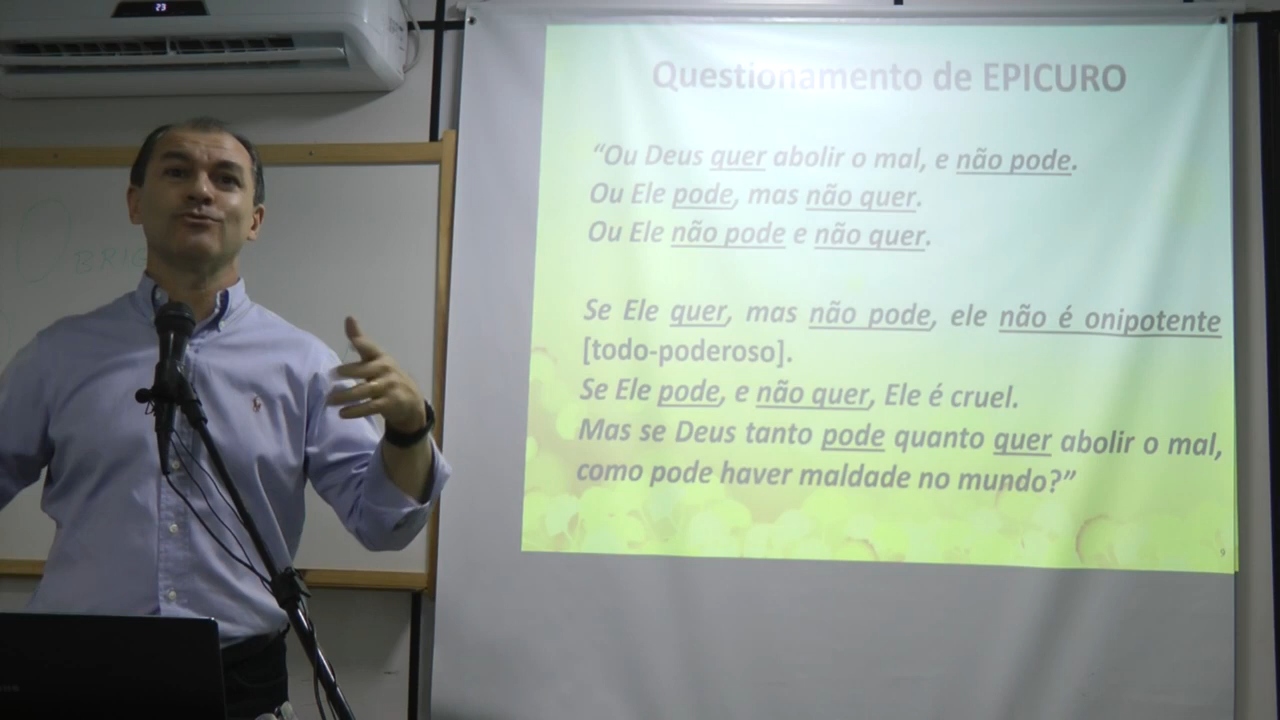 23
Questionamento de EPICURO
“Ou Deus quer abolir o mal, e não pode.
Ou Ele pode, mas não quer.
Ou Ele não pode e não quer.
Se Ele quer, mas não pode, ele não é onipotente
[todo-poderoso].
Se Ele pode, e não quer, Ele é cruel.
Mas se Deus tanto pode quanto quer abolir o mal,
como pode haver maldade no mundo?”
9